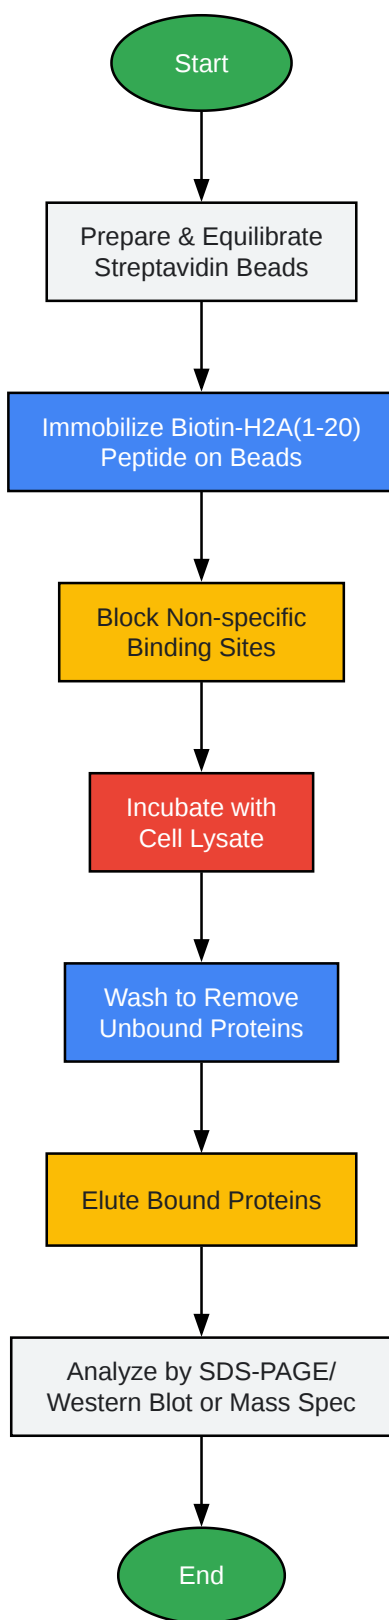 Start
Prepare & Equilibrate
Streptavidin Beads
Immobilize Biotin-H2A(1-20)
Peptide on Beads
Block Non-specific
Binding Sites
Incubate with
Cell Lysate
Wash to Remove
Unbound Proteins
Elute Bound Proteins
Analyze by SDS-PAGE/
Western Blot or Mass Spec
End